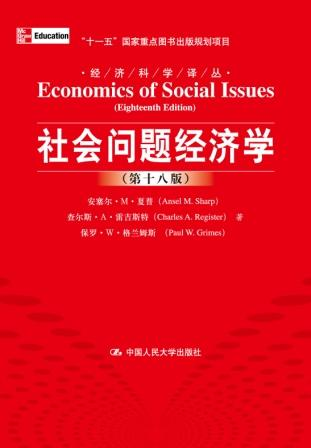 Mc
Graw
Hill
Education
“十一五”国家重点图书出版规划项目
·经/济/科/学/译/丛·
Economics of Social Issues
(Eighteenth Edition)
社会问题经济学
(第十八版)
安塞尔·M·夏普 (Ansel M. Sharp)
查尔斯·A·雷吉斯特 (Charles A. Register) 著
保罗·W·格兰姆斯 (Paul W. Grimes)
中国人民大学出版社